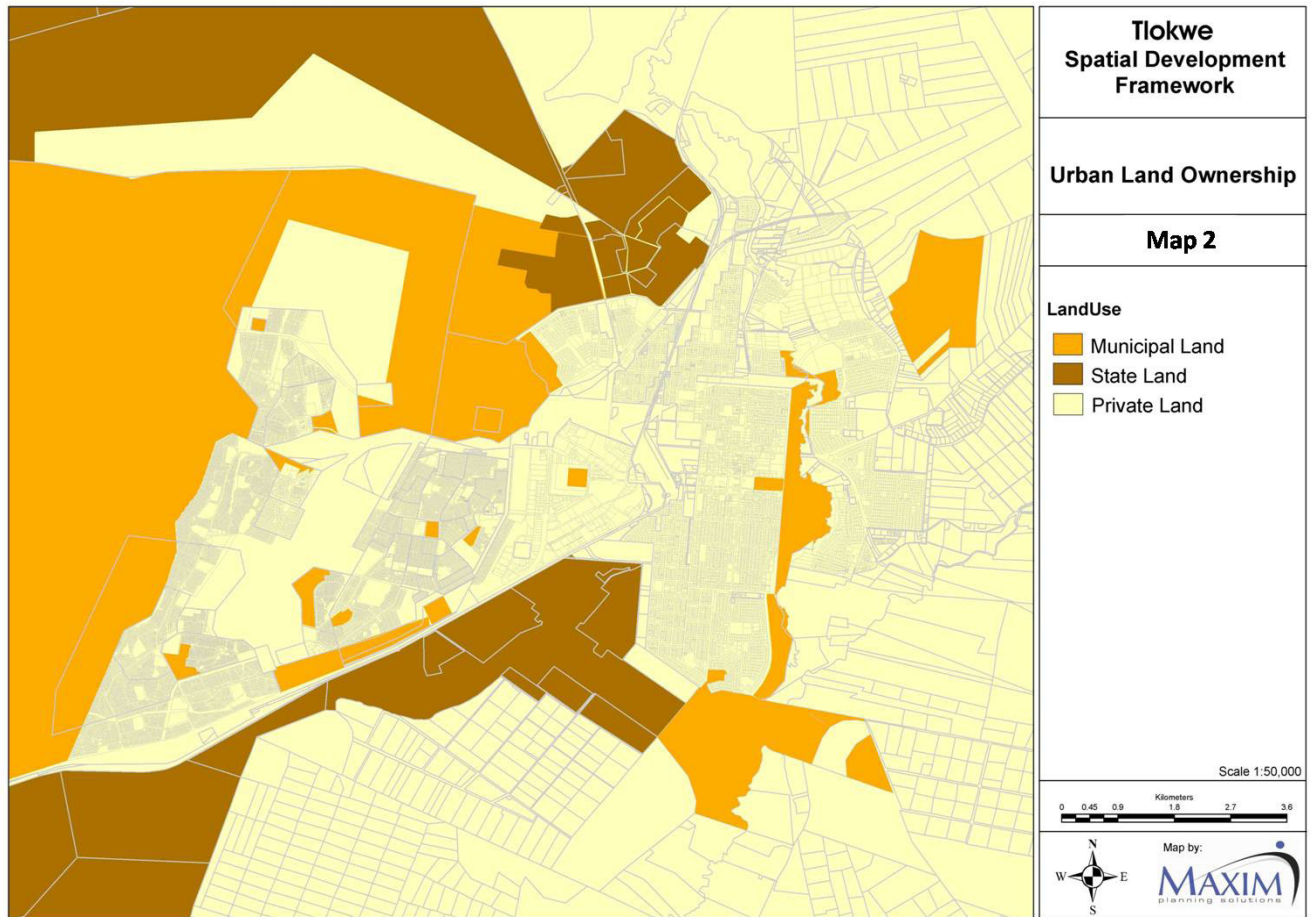 Tlokwe
Spatial Development
Framework
Urban Land Ownership
Map 2
LandUse
Municipal Land
State Land
Private Land
Scale 1:50,000
Kilometers
0 0.45 0.9 1.8 2.7 3.6
N
W E
S
Map by:
MAXIM
planning solutions